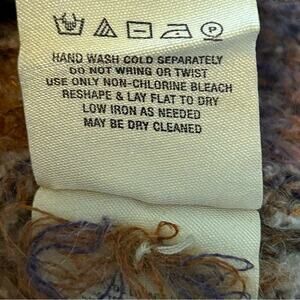 HAND WASH COLD SEPARATELY
DO NOT WRING OR TWIST
USE ONLY NON-CHLORINE BLEACH
RESHAPE & LAY FLAT TO DRY
LOW IRON AS NEEDED
MAY BE DRY CLEANED